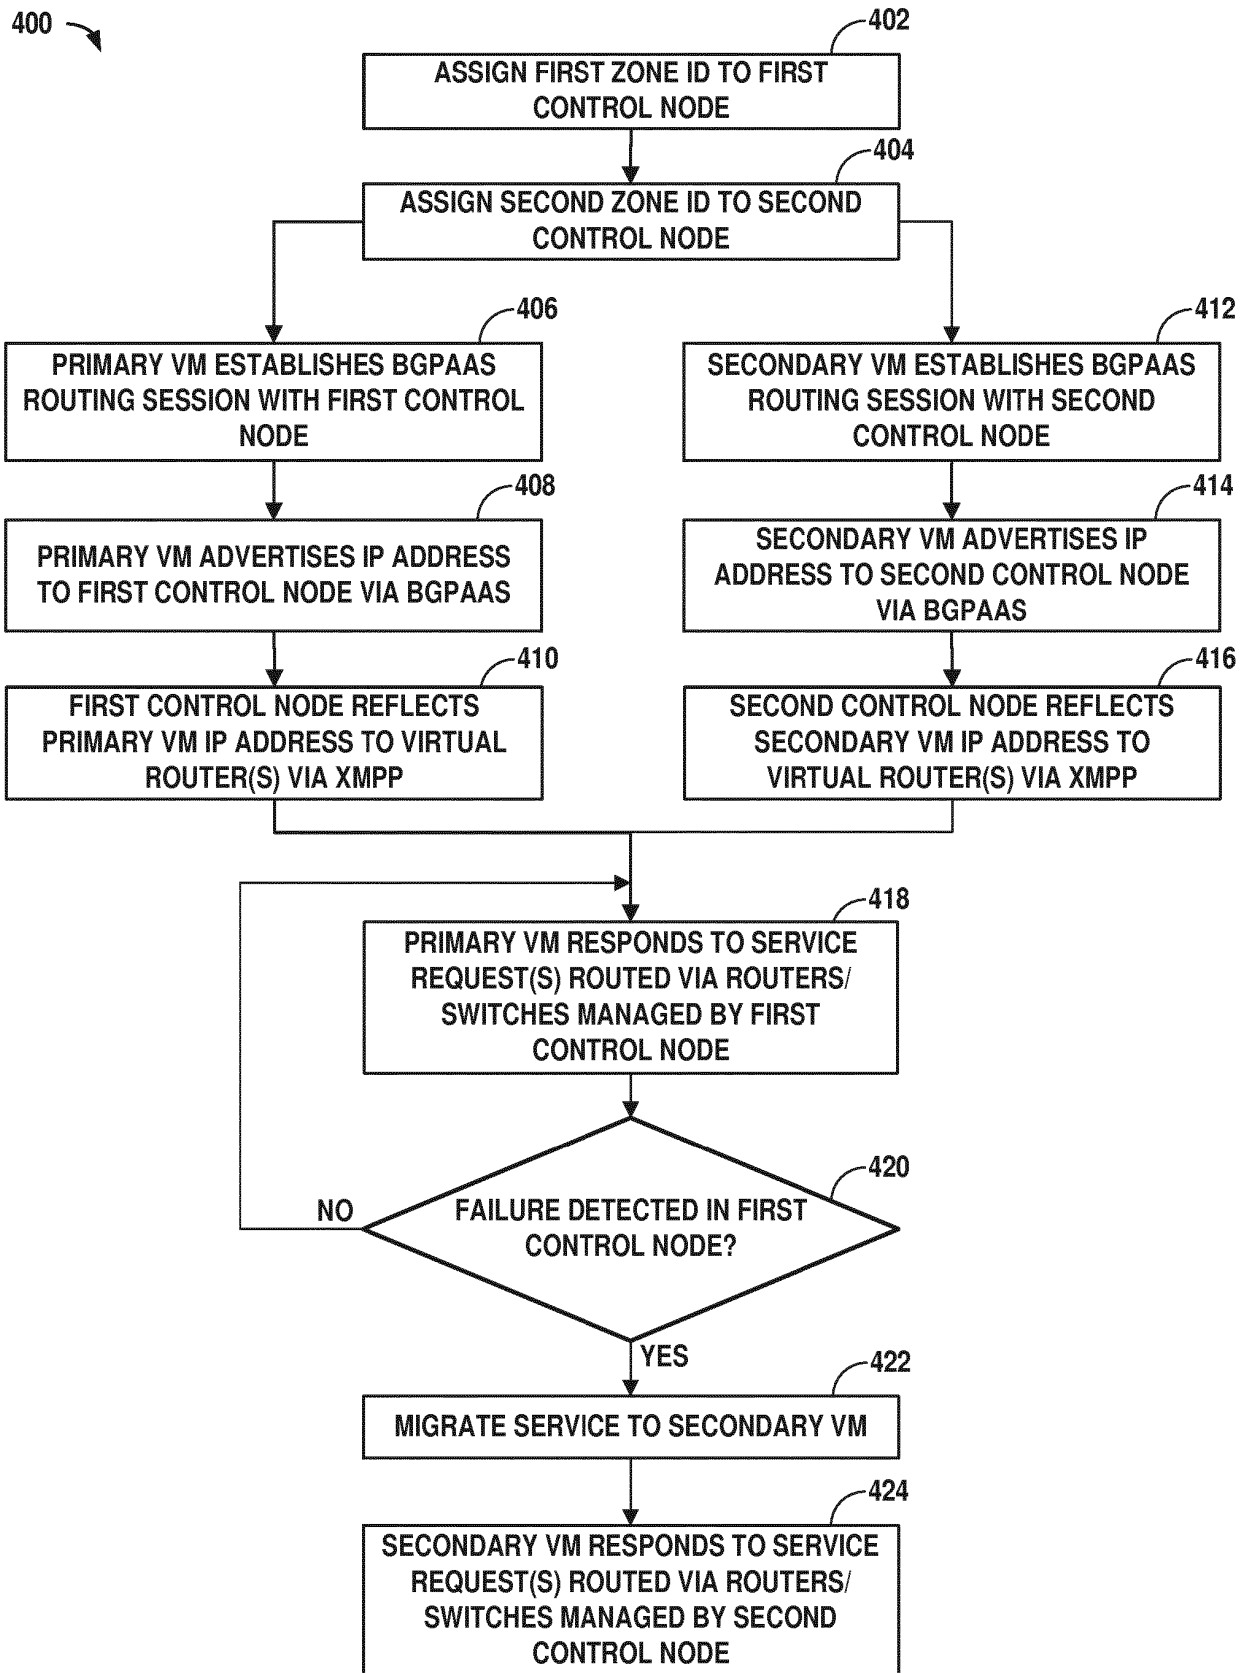 400
402
ASSIGN FIRST ZONE ID TO FIRST
CONTROL NODE
404
ASSIGN SECOND ZONE ID TO SECOND
CONTROL NODE
406
PRIMARY VM ESTABLISHES BGPAAS
ROUTING SESSION WITH FIRST CONTROL
NODE
408
PRIMARY VM ADVERTISES IP ADDRESS
TO FIRST CONTROL NODE VIA BGPAAS
410
FIRST CONTROL NODE REFLECTS
PRIMARY VM IP ADDRESS TO VIRTUAL
ROUTER(S) VIA XMPP
412
SECONDARY VM ESTABLISHES BGPAAS
ROUTING SESSION WITH SECOND
CONTROL NODE
414
SECONDARY VM ADVERTISES IP
ADDRESS TO SECOND CONTROL NODE
VIA BGPAAS
416
SECOND CONTROL NODE REFLECTS
SECONDARY VM IP ADDRESS TO
VIRTUAL ROUTER(S) VIA XMPP
418
PRIMARY VM RESPONDS TO SERVICE
REQUEST(S) ROUTED VIA ROUTERS/
SWITCHES MANAGED BY FIRST
CONTROL NODE
420
FAILURE DETECTED IN FIRST
CONTROL NODE?
NO
YES
422
MIGRATE SERVICE TO SECONDARY VM
424
SECONDARY VM RESPONDS TO SERVICE
REQUEST(S) ROUTED VIA ROUTERS/
SWITCHES MANAGED BY SECOND
CONTROL NODE